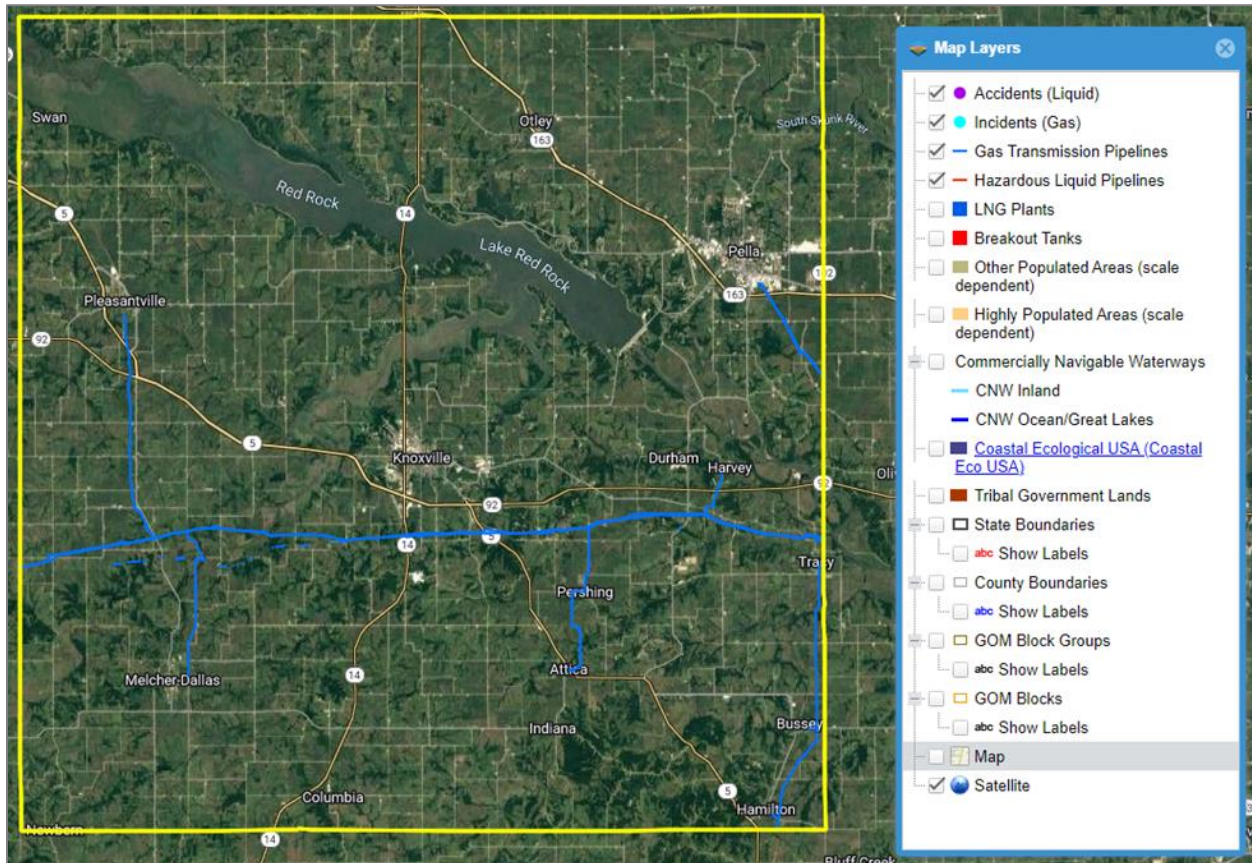 Swan
Otley
163
South Skunk River
5
Red Rock
14
Lake Red Rock
Pella
163
Pleasantville
92
5
Knoxville
Durham
Harvey
92
92
14
5
Tracy
Pershing
Attica
Melcher-Dallas
14
Indiana
Bussey
Columbia
5
Hamilton
Newbern
14
Bluff Creek
Map Layers
Accidents (Liquid)
Incidents (Gas)
Gas Transmission Pipelines
Hazardous Liquid Pipelines
LNG Plants
Breakout Tanks
Other Populated Areas (scale
dependent)
Highly Populated Areas (scale
dependent)
Commercially Navigable Waterways
CNW Inland
CNW Ocean/Great Lakes
Coastal Ecological USA (Coastal
Eco USA)
Tribal Government Lands
State Boundaries
abc Show Labels
County Boundaries
abc Show Labels
GOM Block Groups
abc Show Labels
GOM Blocks
abc Show Labels
Map
Satellite